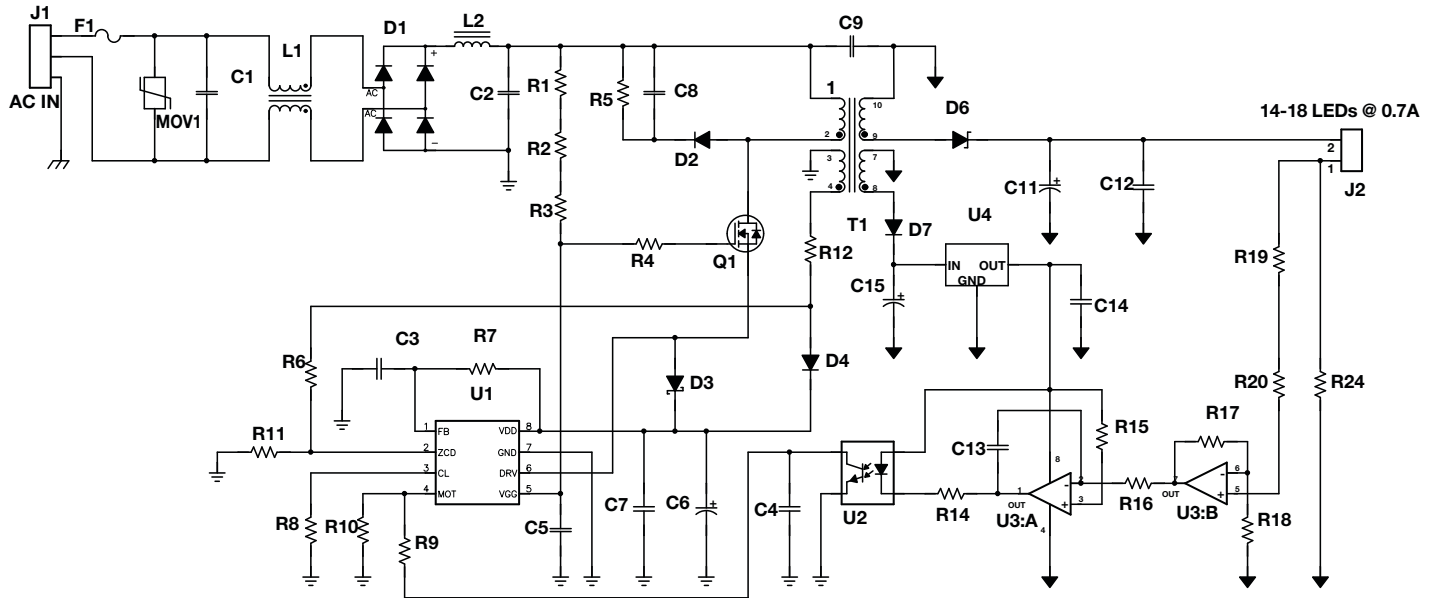 J1
F1
D1
L2
C9
L1
+
1
10
AC IN
C1
AC
AC
MOV1
−
C2
R1
R5
C8
D6
14-18 LEDs @ 0.7A
2
9
2
1
J2
R2
D2
3
7
4
8
C11
+
C12
R3
T1
U4
D7
Q1
R4
R12
IN
OUT
GND
R19
C15
+
C14
C3
R7
R6
D3
D4
R20
R24
U1
R11
R17
R15
C13
1
FB
VDD
8
2
ZCD
GND
7
3
CL
DRV
6
4
MOT
VGG
5
8
2
-
1
OUT
+
3
4
6
-
7
OUT
+
5
R8
R10
R9
C5
C7
C6
+
C4
U2
R14
U3:A
R16
U3:B
R18